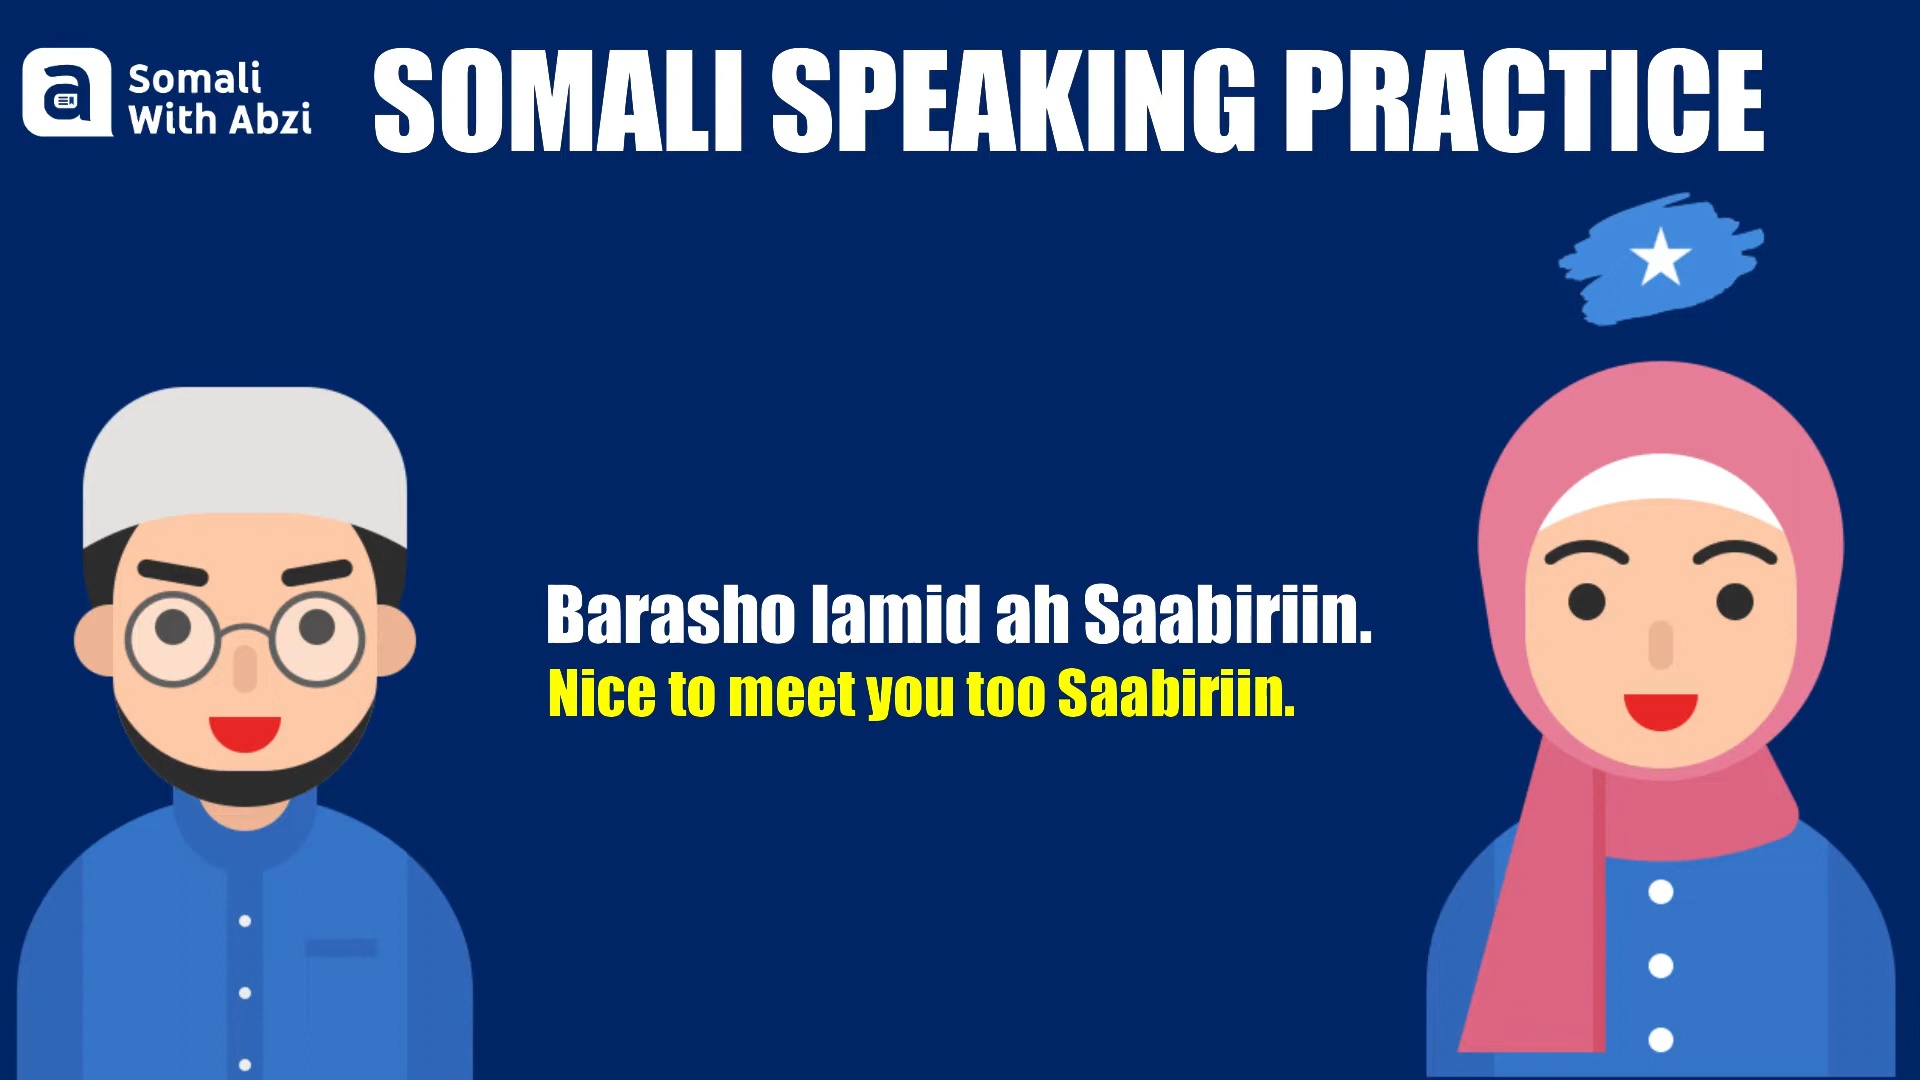 a
Somali
With Abzi
SOMALI SPEAKING PRACTICE
Barasho lamid ah Saabiriin.
Nice to meet you too Saabiriin.